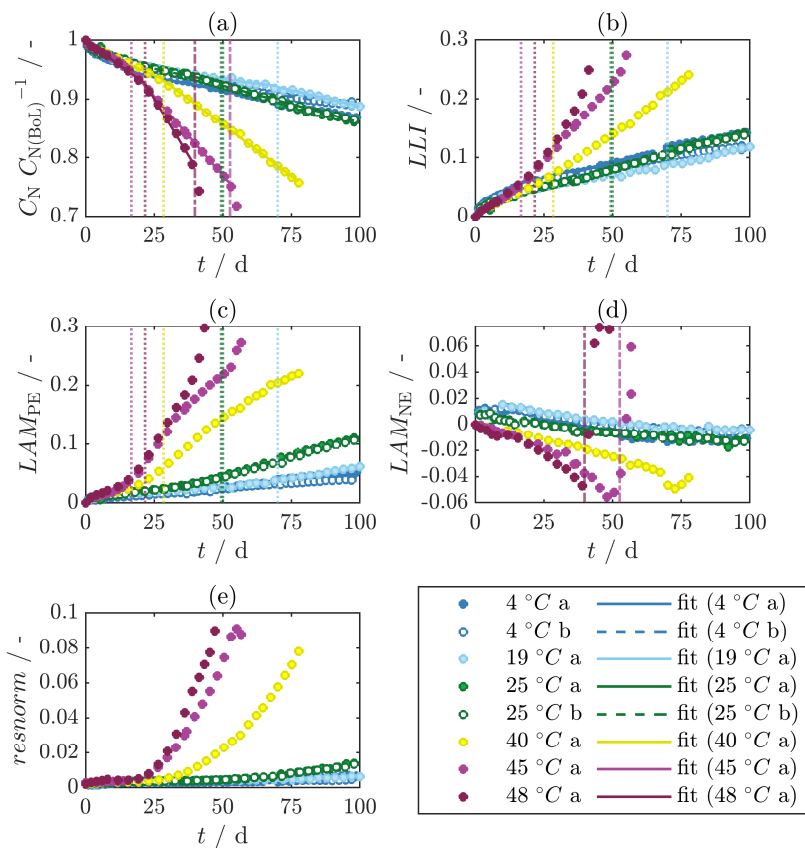 (a)
(b)
C_N C_N(BoL)^−1 / -
1
0.9
0.8
0.7
0 25 50 75 100
t / d
LLI / -
0.3
0.2
0.1
0
0 25 50 75 100
t / d
(c)
(d)
LAM_PE / -
0.3
0.2
0.1
0
0 25 50 75 100
t / d
LAM_NE / -
0.06
0.04
0.02
0
-0.02
-0.04
-0.06
0 25 50 75 100
t / d
(e)
resnorm / -
0.1
0.08
0.06
0.04
0.02
0
0 25 50 75 100
t / d
4 °C a fit (4 °C a)
4 °C b fit (4 °C b)
19 °C a fit (19 °C a)
25 °C a fit (25 °C a)
25 °C b fit (25 °C b)
40 °C a fit (40 °C a)
45 °C a fit (45 °C a)
48 °C a fit (48 °C a)